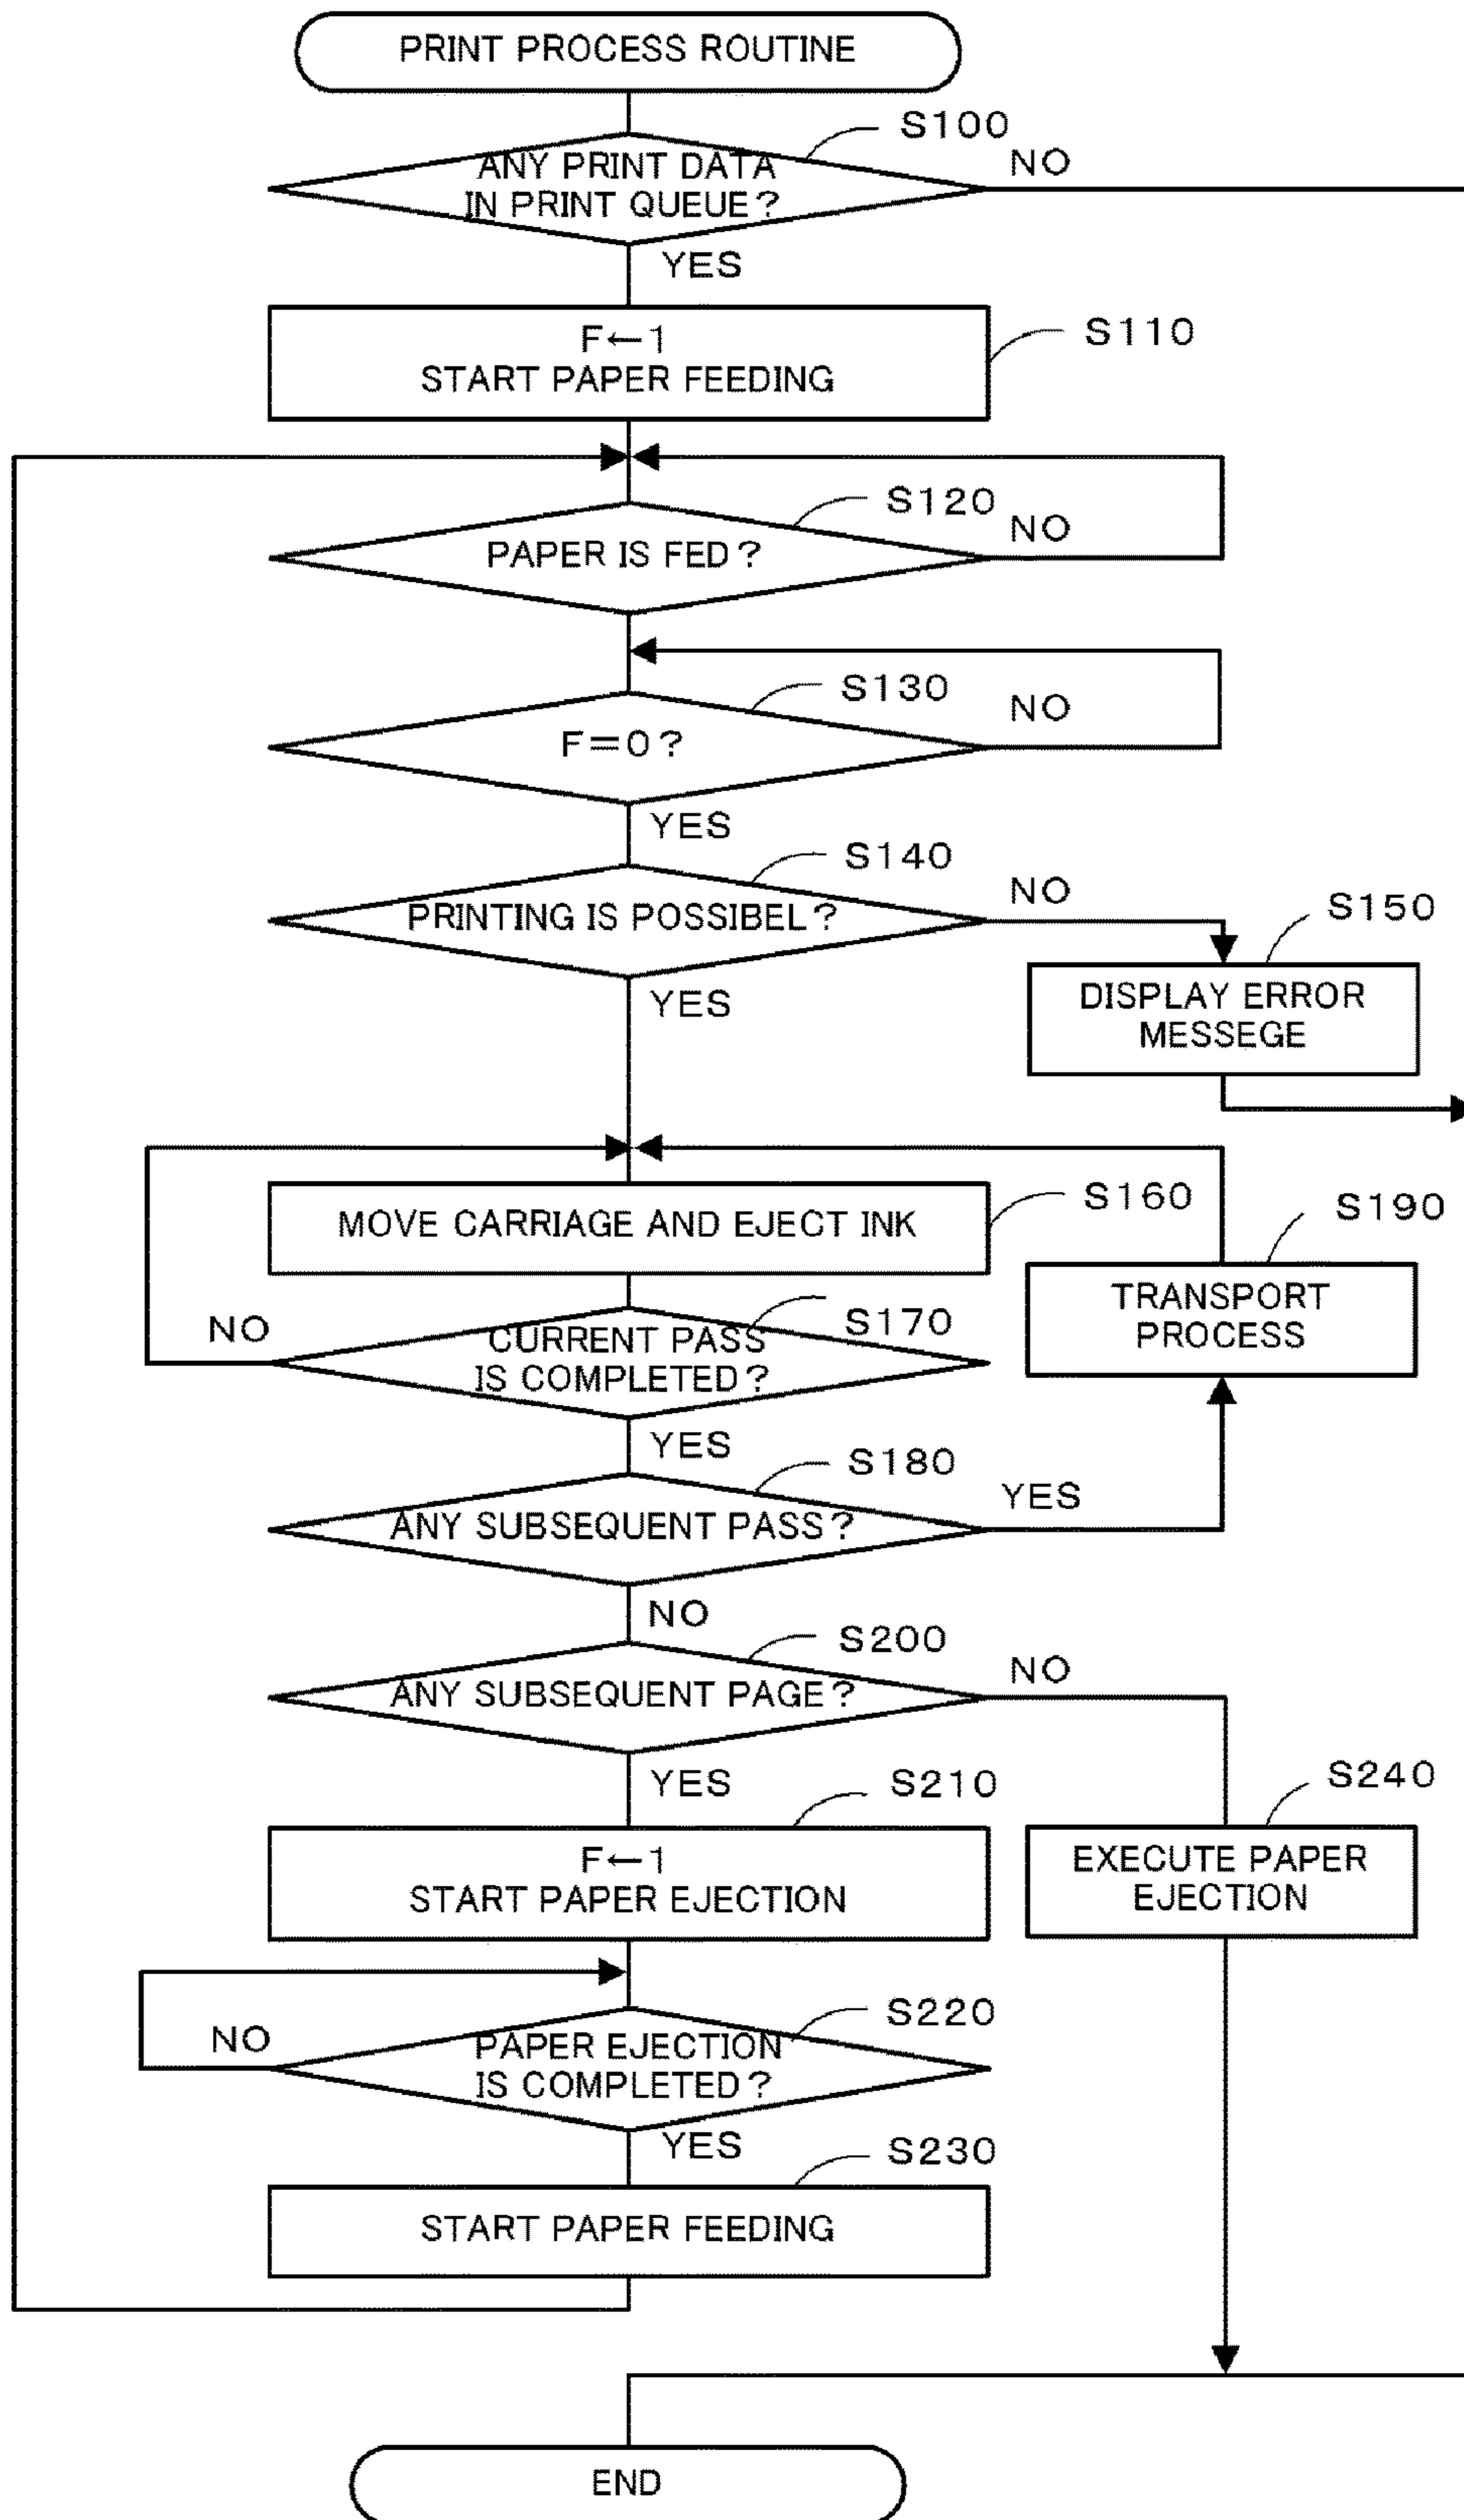 PRINT PROCESS ROUTINE
S100
ANY PRINT DATA
IN PRINT QUEUE?
NO
YES
S110
F←1
START PAPER FEEDING
S120
PAPER IS FED?
NO
S130
F=0?
NO
YES
S140
PRINTING IS POSSIBEL?
NO
YES
S150
DISPLAY ERROR
MESSEGE
S160
MOVE CARRIAGE AND EJECT INK
S190
TRANSPORT
PROCESS
S170
CURRENT PASS
IS COMPLETED?
NO
YES
S180
ANY SUBSEQUENT PASS?
YES
NO
S200
ANY SUBSEQUENT PAGE?
NO
YES
S210
F←1
START PAPER EJECTION
S240
EXECUTE PAPER
EJECTION
S220
PAPER EJECTION
IS COMPLETED?
NO
YES
S230
START PAPER FEEDING
END